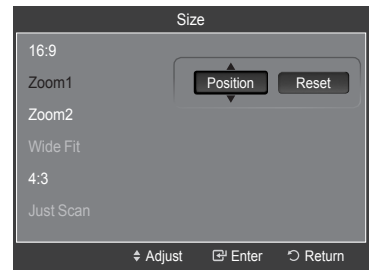 Size
16:9
Zoom1
Position Reset
Zoom2
Wide Fit
4:3
Just Scan
Adjust Enter Return